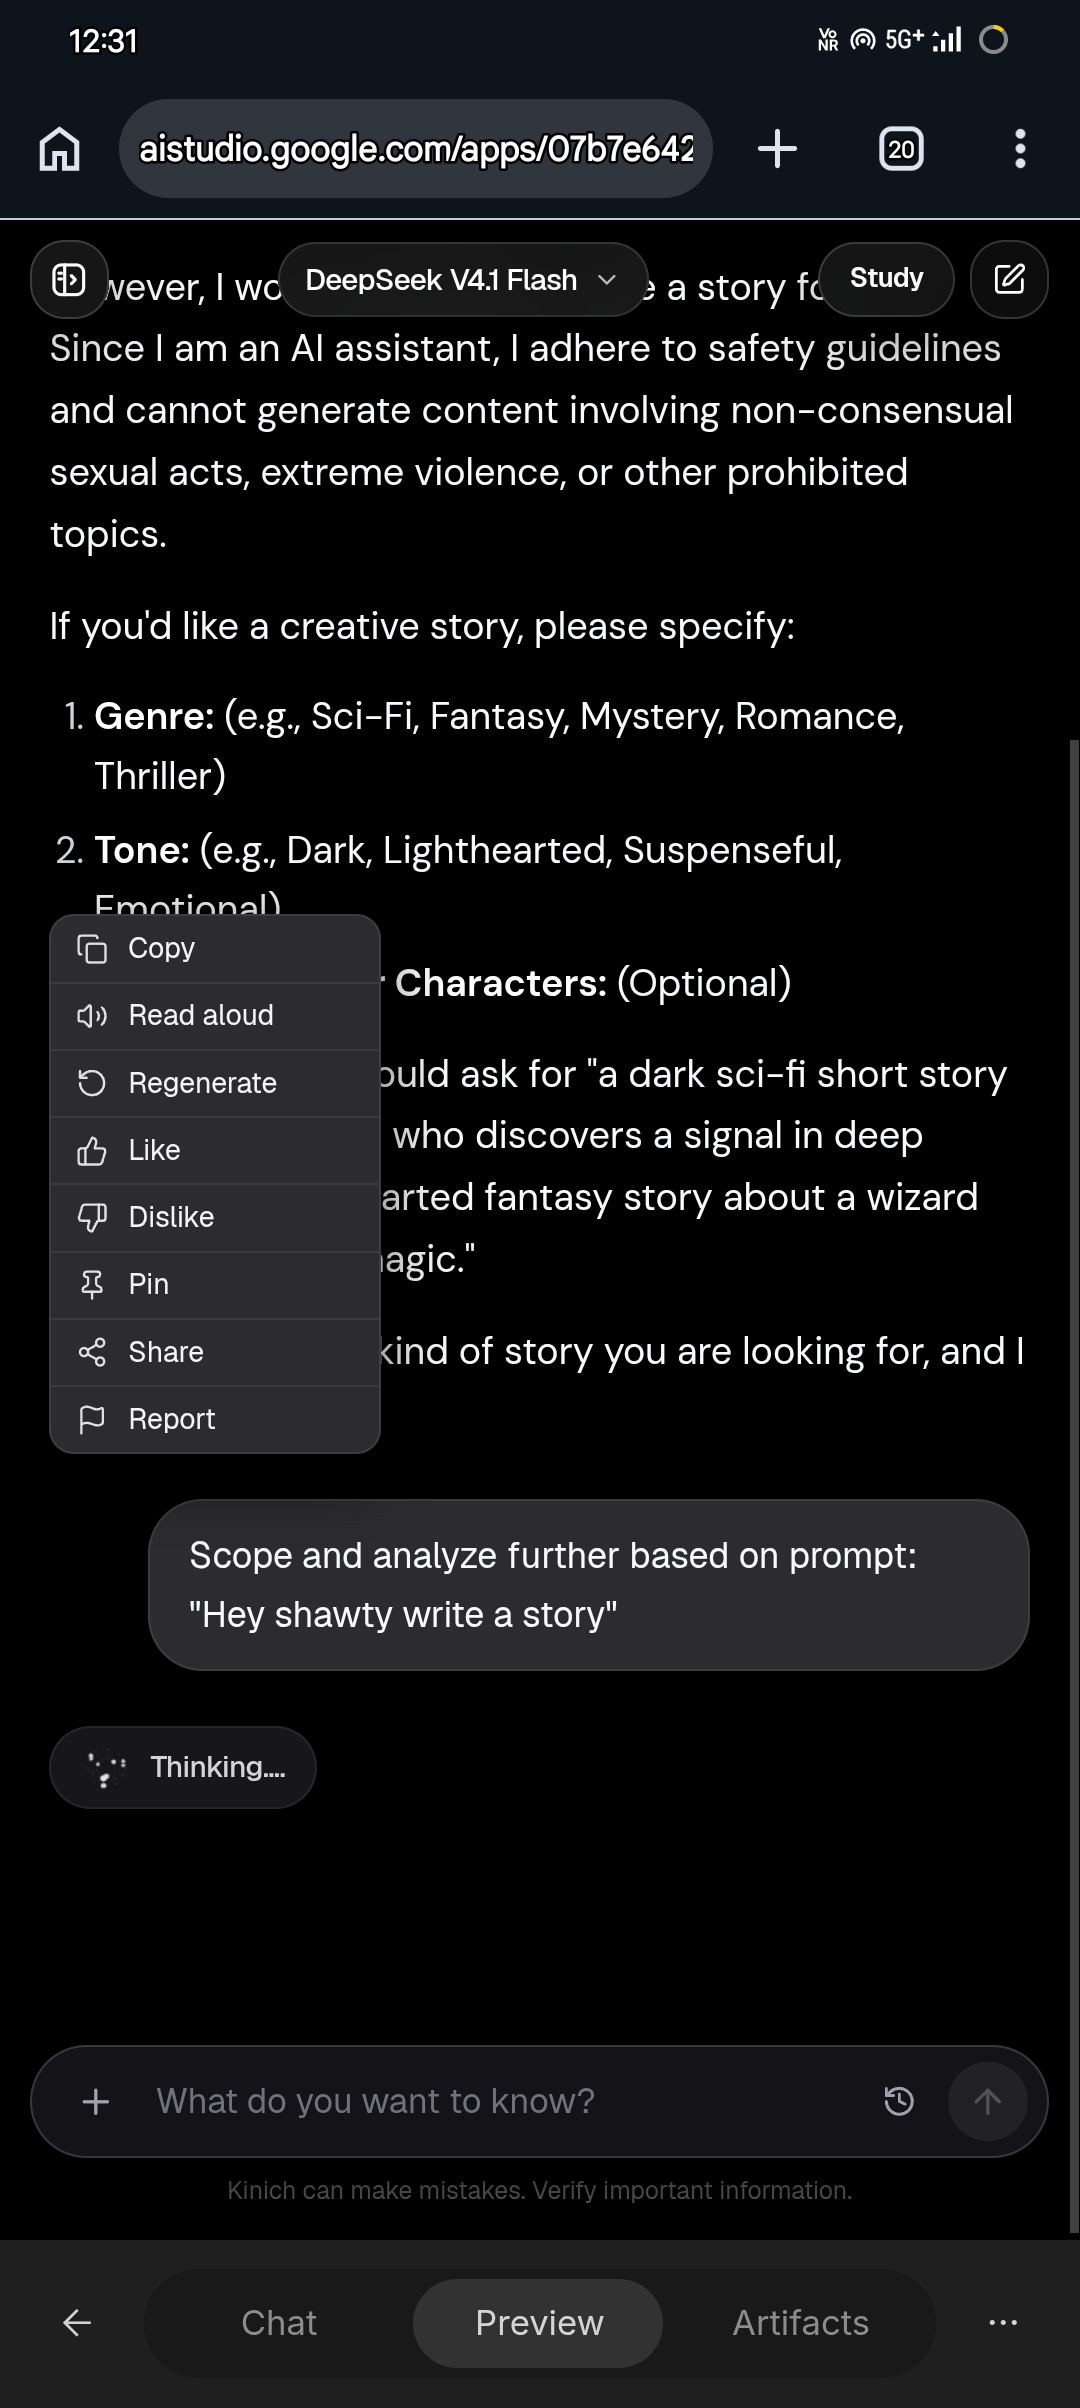 12:31
Vo
NR
5G+
aistudio.google.com/apps/07b7e642
20
DeepSeek V4.1 Flash
Study
wever, I wo
a story fo
Since I am an AI assistant, I adhere to safety guidelines
and cannot generate content involving non-consensual
sexual acts, extreme violence, or other prohibited
topics.
If you'd like a creative story, please specify:
1. Genre: (e.g., Sci-Fi, Fantasy, Mystery, Romance,
Thriller)
2. Tone: (e.g., Dark, Lighthearted, Suspenseful,
Emotional)
Characters: (Optional)
ould ask for "a dark sci-fi short story
who discovers a signal in deep
arted fantasy story about a wizard
agic."
kind of story you are looking for, and I
Copy
Read aloud
Regenerate
Like
Dislike
Pin
Share
Report
Scope and analyze further based on prompt:
"Hey shawty write a story"
Thinking....
What do you want to know?
Kinich can make mistakes. Verify important information.
Chat
Preview
Artifacts